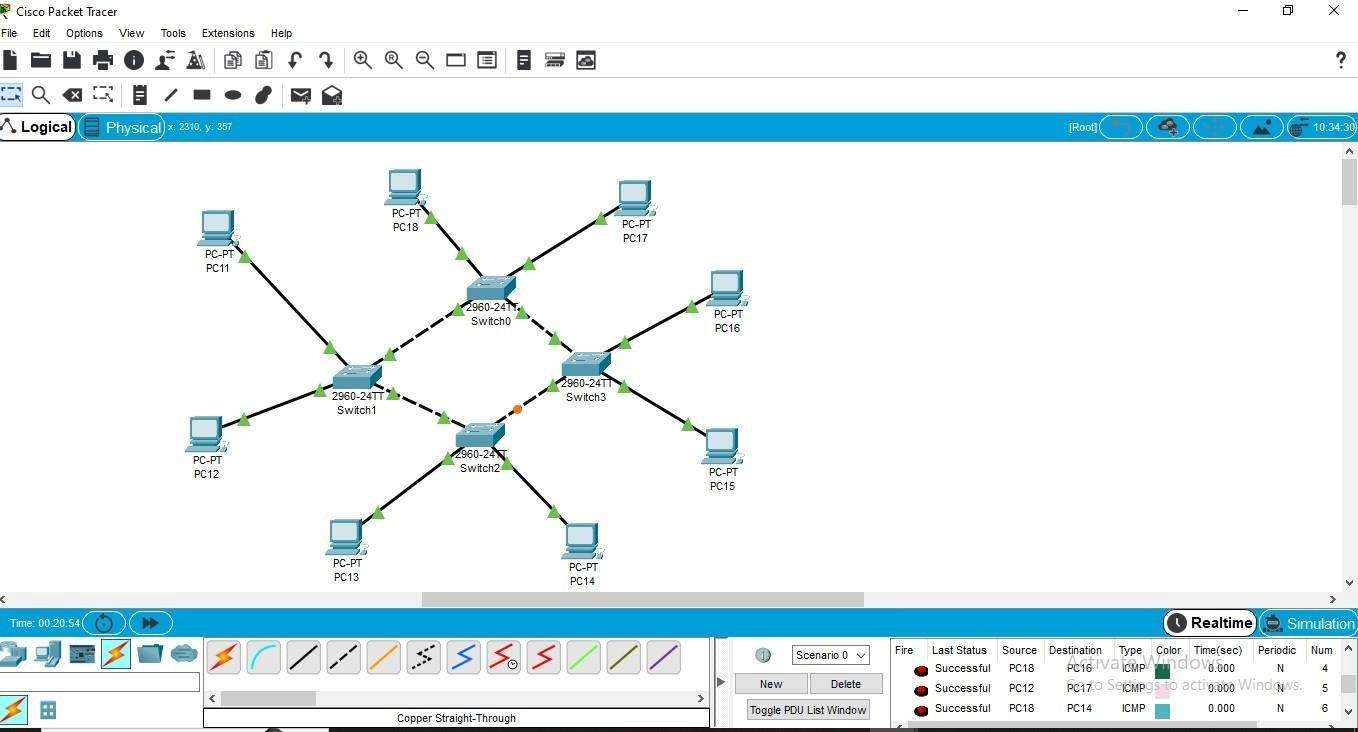 Cisco Packet Tracer
File Edit Options View Tools Extensions Help
Logical Physical x: 2310, y: 357 [Root] 10:34:30
PC-PT
PC18
PC-PT
PC17
PC-PT
PC11
2960-24TT
Switch0
PC-PT
PC16
2960-24TT
Switch3
2960-24TT
Switch1
2960-24TT
Switch2
PC-PT
PC12
PC-PT
PC15
PC-PT
PC13
PC-PT
PC14
Time: 00:20:54 Realtime Simulation
Scenario 0
New Delete
Toggle PDU List Window
Copper Straight-Through
Fire Last Status Source Destination Type Color Time(sec) Periodic Num
Successful PC18 PC16 ICMP 0.000 N 4
Successful PC12 PC17 ICMP 0.000 N 5
Successful PC18 PC14 ICMP 0.000 N 6
Activate Windows
Go to Settings to activate Windows.